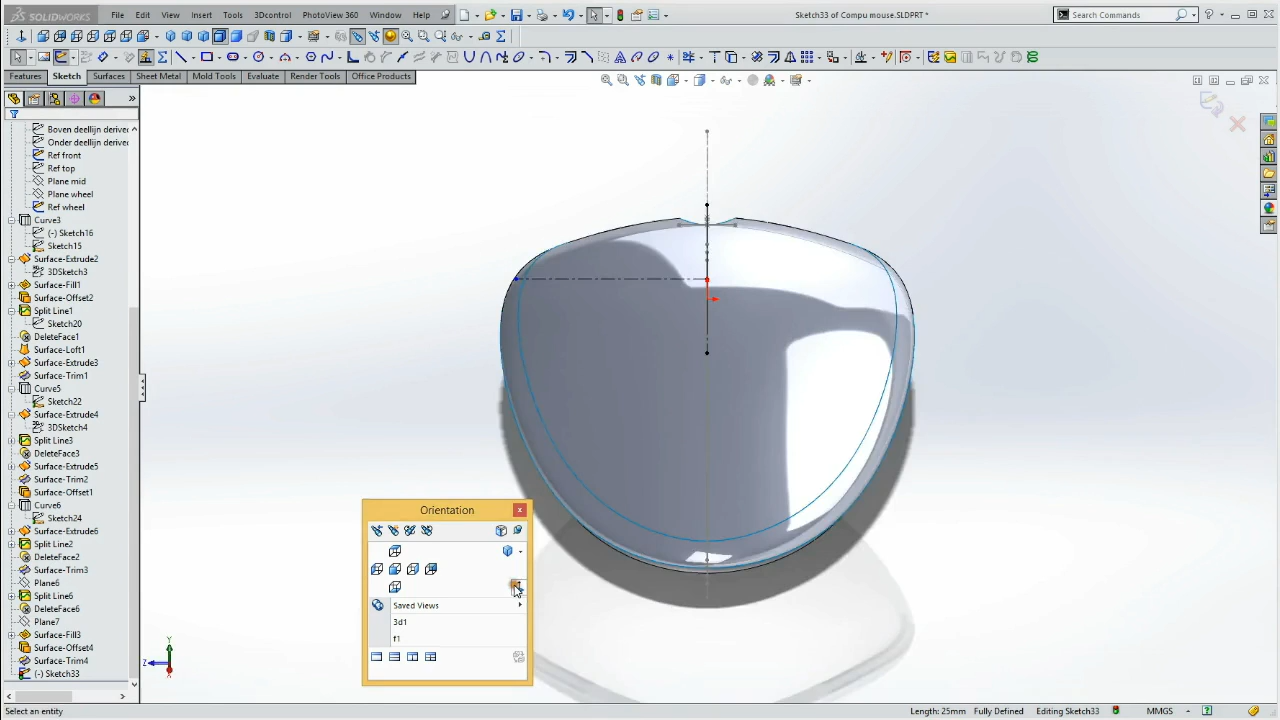 SOLIDWORKS File Edit View Insert Tools 3Dcontrol PhotoView 360 Window Help Sketch33 of Compu mouse.SLDPRT * Search Commands
Features Sketch Surfaces Sheet Metal Mold Tools Evaluate Render Tools Office Products
Boven deellijn derived
Onder deellijn derived
Ref front
Ref top
Plane mid
Plane wheel
Ref wheel
Curve3
(-) Sketch16
Sketch15
Surface-Extrude2
3DSketch3
Surface-Fill1
Surface-Offset2
Split Line1
Sketch20
DeleteFace1
Surface-Loft1
Surface-Extrude3
Surface-Trim1
Curve5
Sketch22
Surface-Extrude4
3DSketch4
Split Line3
DeleteFace3
Surface-Extrude5
Surface-Trim2
Surface-Offset1
Curve6
Sketch24
Surface-Extrude6
Split Line2
DeleteFace2
Surface-Trim3
Plane6
Split Line6
DeleteFace6
Plane7
Surface-Fill3
Surface-Offset4
Surface-Trim4
(-) Sketch33
Orientation
Saved Views
3d1
f1
Y
Z
X
Select an entity Length: 25mm Fully Defined Editing Sketch33 MMGS